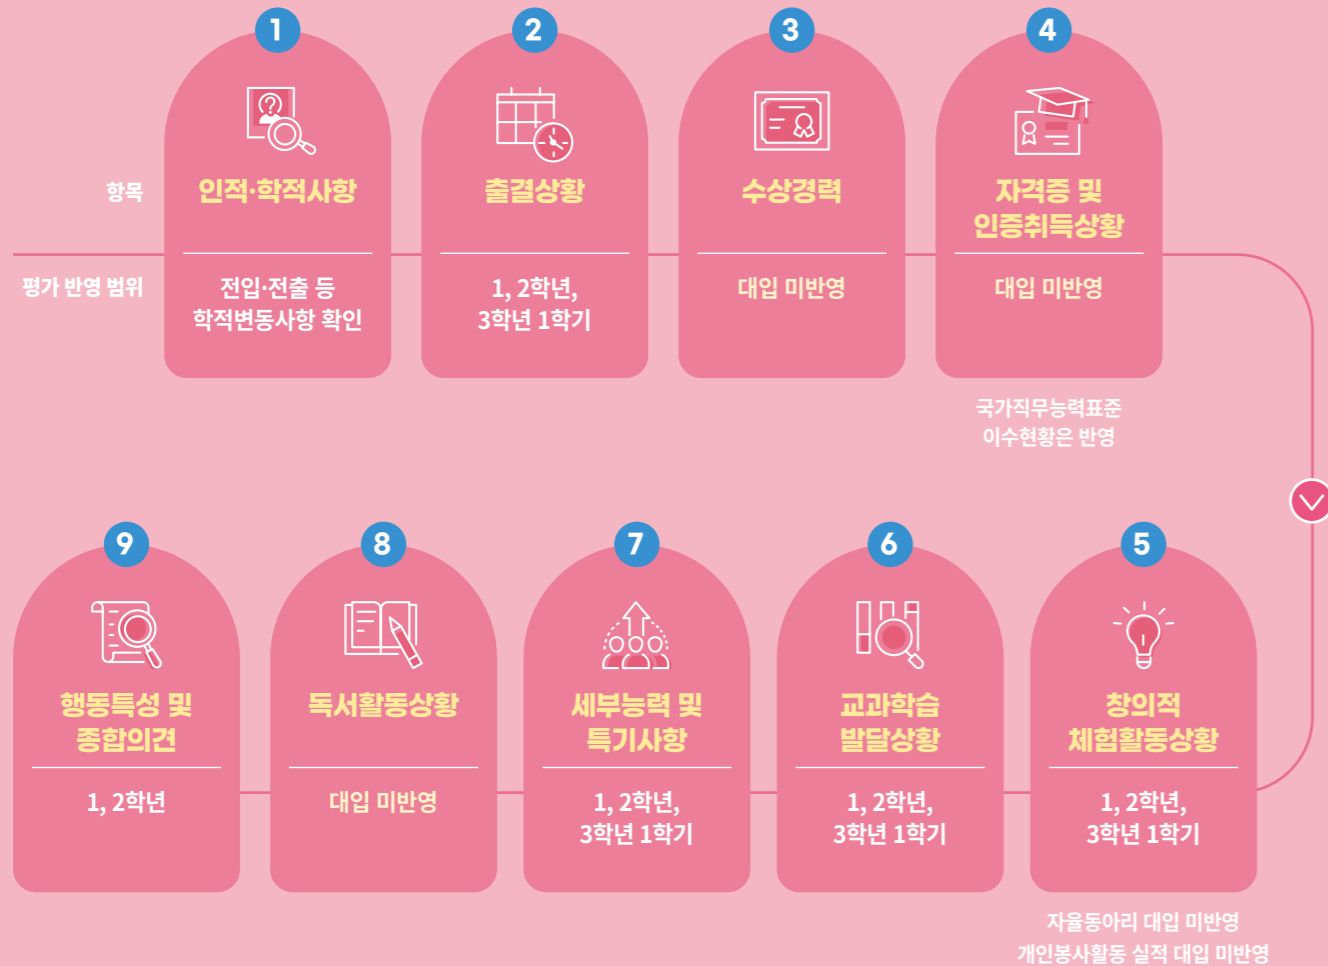 1
2
3
4
항목
인적·학적사항
출결상황
수상경력
자격증 및
인증취득상황
평가 반영 범위
전입·전출 등
학적변동사항 확인
1, 2학년,
3학년 1학기
대입 미반영
대입 미반영
국가직무능력표준
이수현황은 반영
9
8
7
6
5
행동특성 및
종합의견
독서활동상황
세부능력 및
특기사항
교과학습
발달상황
창의적
체험활동상황
1, 2학년
대입 미반영
1, 2학년,
3학년 1학기
1, 2학년,
3학년 1학기
1, 2학년,
3학년 1학기
자율동아리 대입 미반영
개인봉사활동 실적 대입 미반영